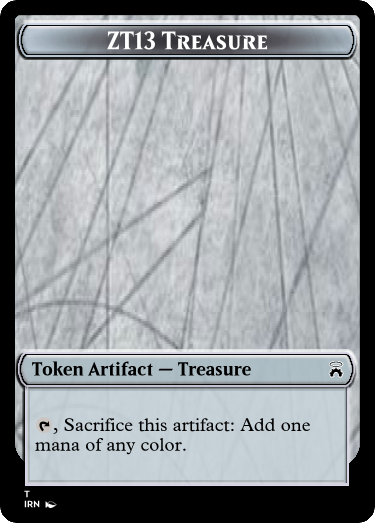 ZT13 Treasure
Token Artifact — Treasure
, Sacrifice this artifact: Add one
mana of any color.
T
IRN